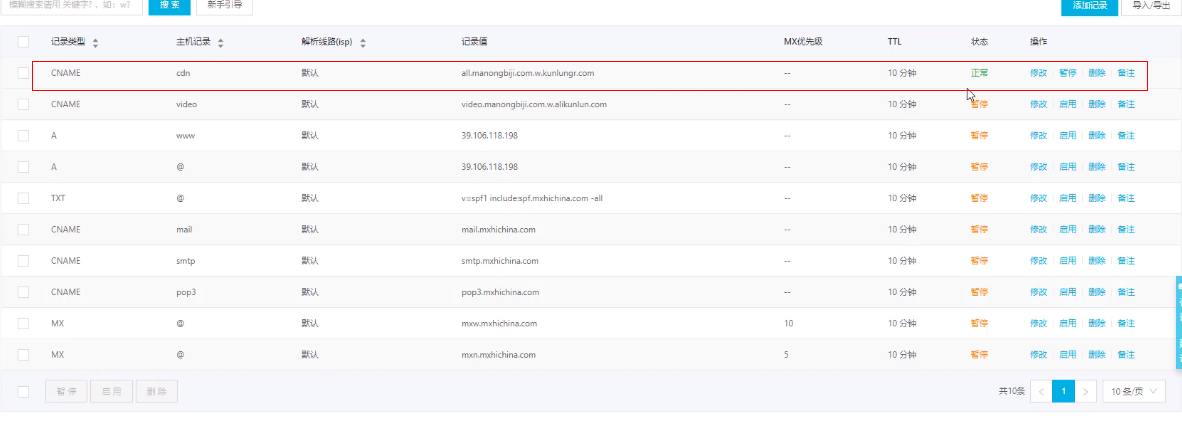 模糊搜索请用 关键字?，如：w? 搜 索 新手引导 添加记录 导入/导出
记录类型 主机记录 解析线路(isp) 记录值 MX优先级 TTL 状态 操作
CNAME cdn 默认 all.manongbiji.com.w.kunlungr.com -- 10 分钟 正常 修改 暂停 删除 备注
CNAME video 默认 video.manongbiji.com.w.alikunlun.com -- 10 分钟 暂停 修改 启用 删除 备注
A www 默认 39.106.118.198 -- 10 分钟 暂停 修改 启用 删除 备注
A @ 默认 39.106.118.198 -- 10 分钟 暂停 修改 启用 删除 备注
TXT @ 默认 v=spf1 include:spf.mxhichina.com -all -- 10 分钟 暂停 修改 启用 删除 备注
CNAME mail 默认 mail.mxhichina.com -- 10 分钟 暂停 修改 启用 删除 备注
CNAME smtp 默认 smtp.mxhichina.com -- 10 分钟 暂停 修改 启用 删除 备注
CNAME pop3 默认 pop3.mxhichina.com -- 10 分钟 暂停 修改 启用 删除 备注
MX @ 默认 mxw.mxhichina.com 10 10 分钟 暂停 修改 启用 删除 备注
MX @ 默认 mxn.mxhichina.com 5 10 分钟 暂停 修改 启用 删除 备注
暂 停 启 用 删 除 共10条 < 1 > 10 条/页